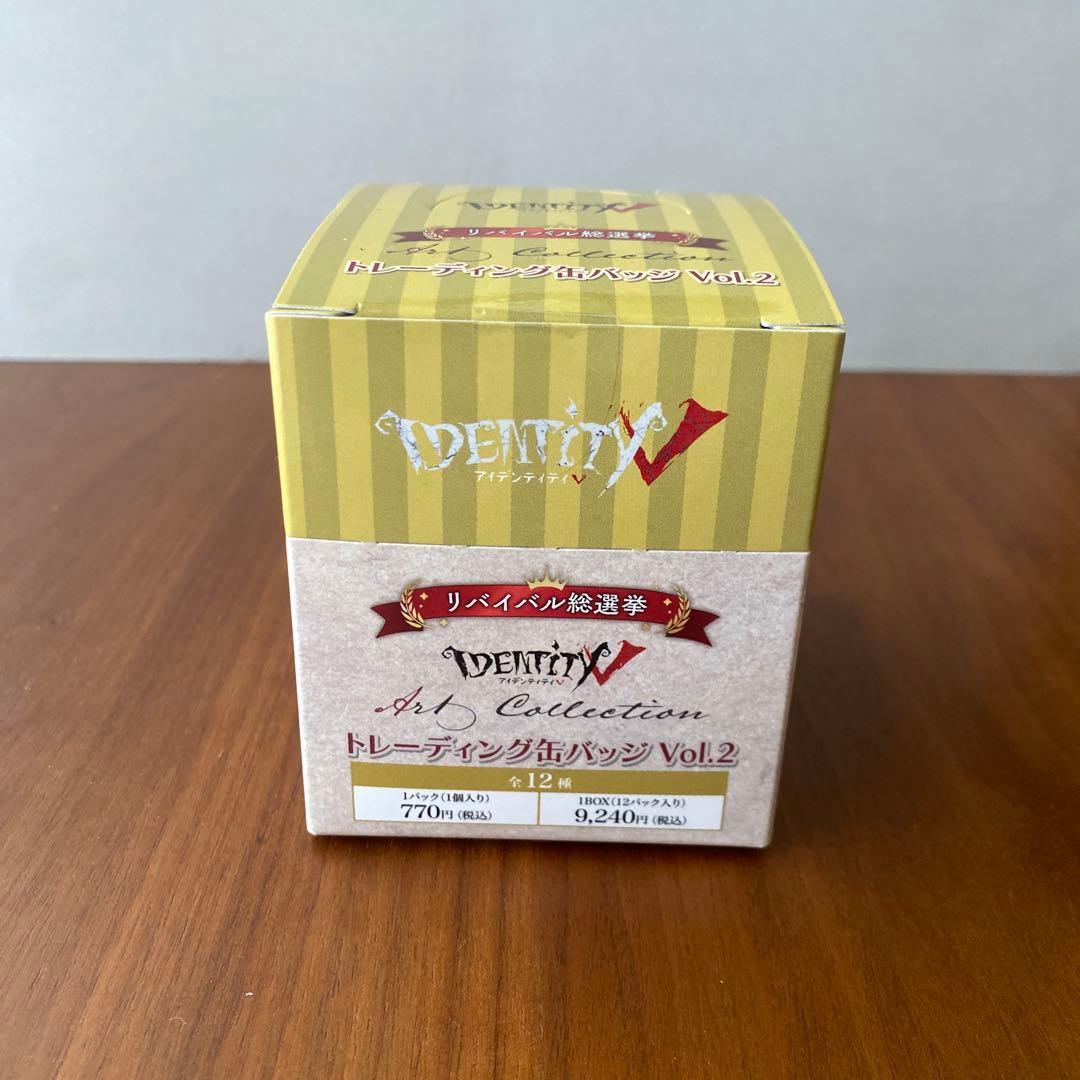 IDENTITY V
リバイバル総選挙
Art Collection
トレーディング缶バッジ Vol.2
IDENTITY V
アイデンティティV
リバイバル総選挙
IDENTITY V
アイデンティティV
Art Collection
トレーディング缶バッジ Vol.2
全12種
1パック(1個入り)
770円(税込)
1BOX(12パック入り)
9,240円(税込)